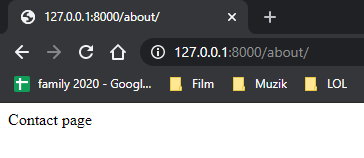 127.0.0.1:8000/about/
127.0.0.1:8000/about/
family 2020 - Googl... Film Muzik LOL
Contact page